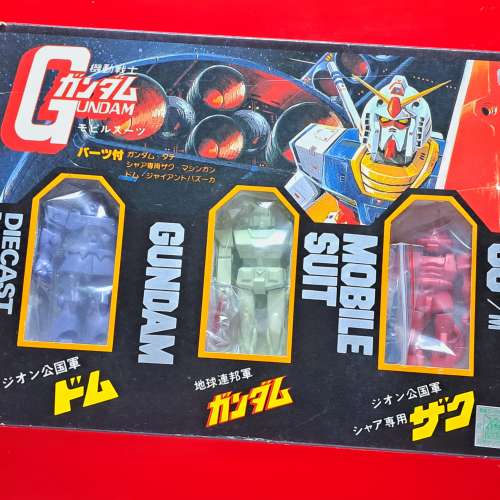 機動戦士
ガンダム
GUNDAM
モビルスーツ
パーツ付
ガンダム・タテ
シャア専用ザク・マシンガン
ドム・ジャイアントバズーカ
DIECAST
GUNDAM
MOBILE
SUIT
ジオン公国軍
ドム
地球連邦軍
ガンダム
ジオン公国軍
シャア専用
ザク